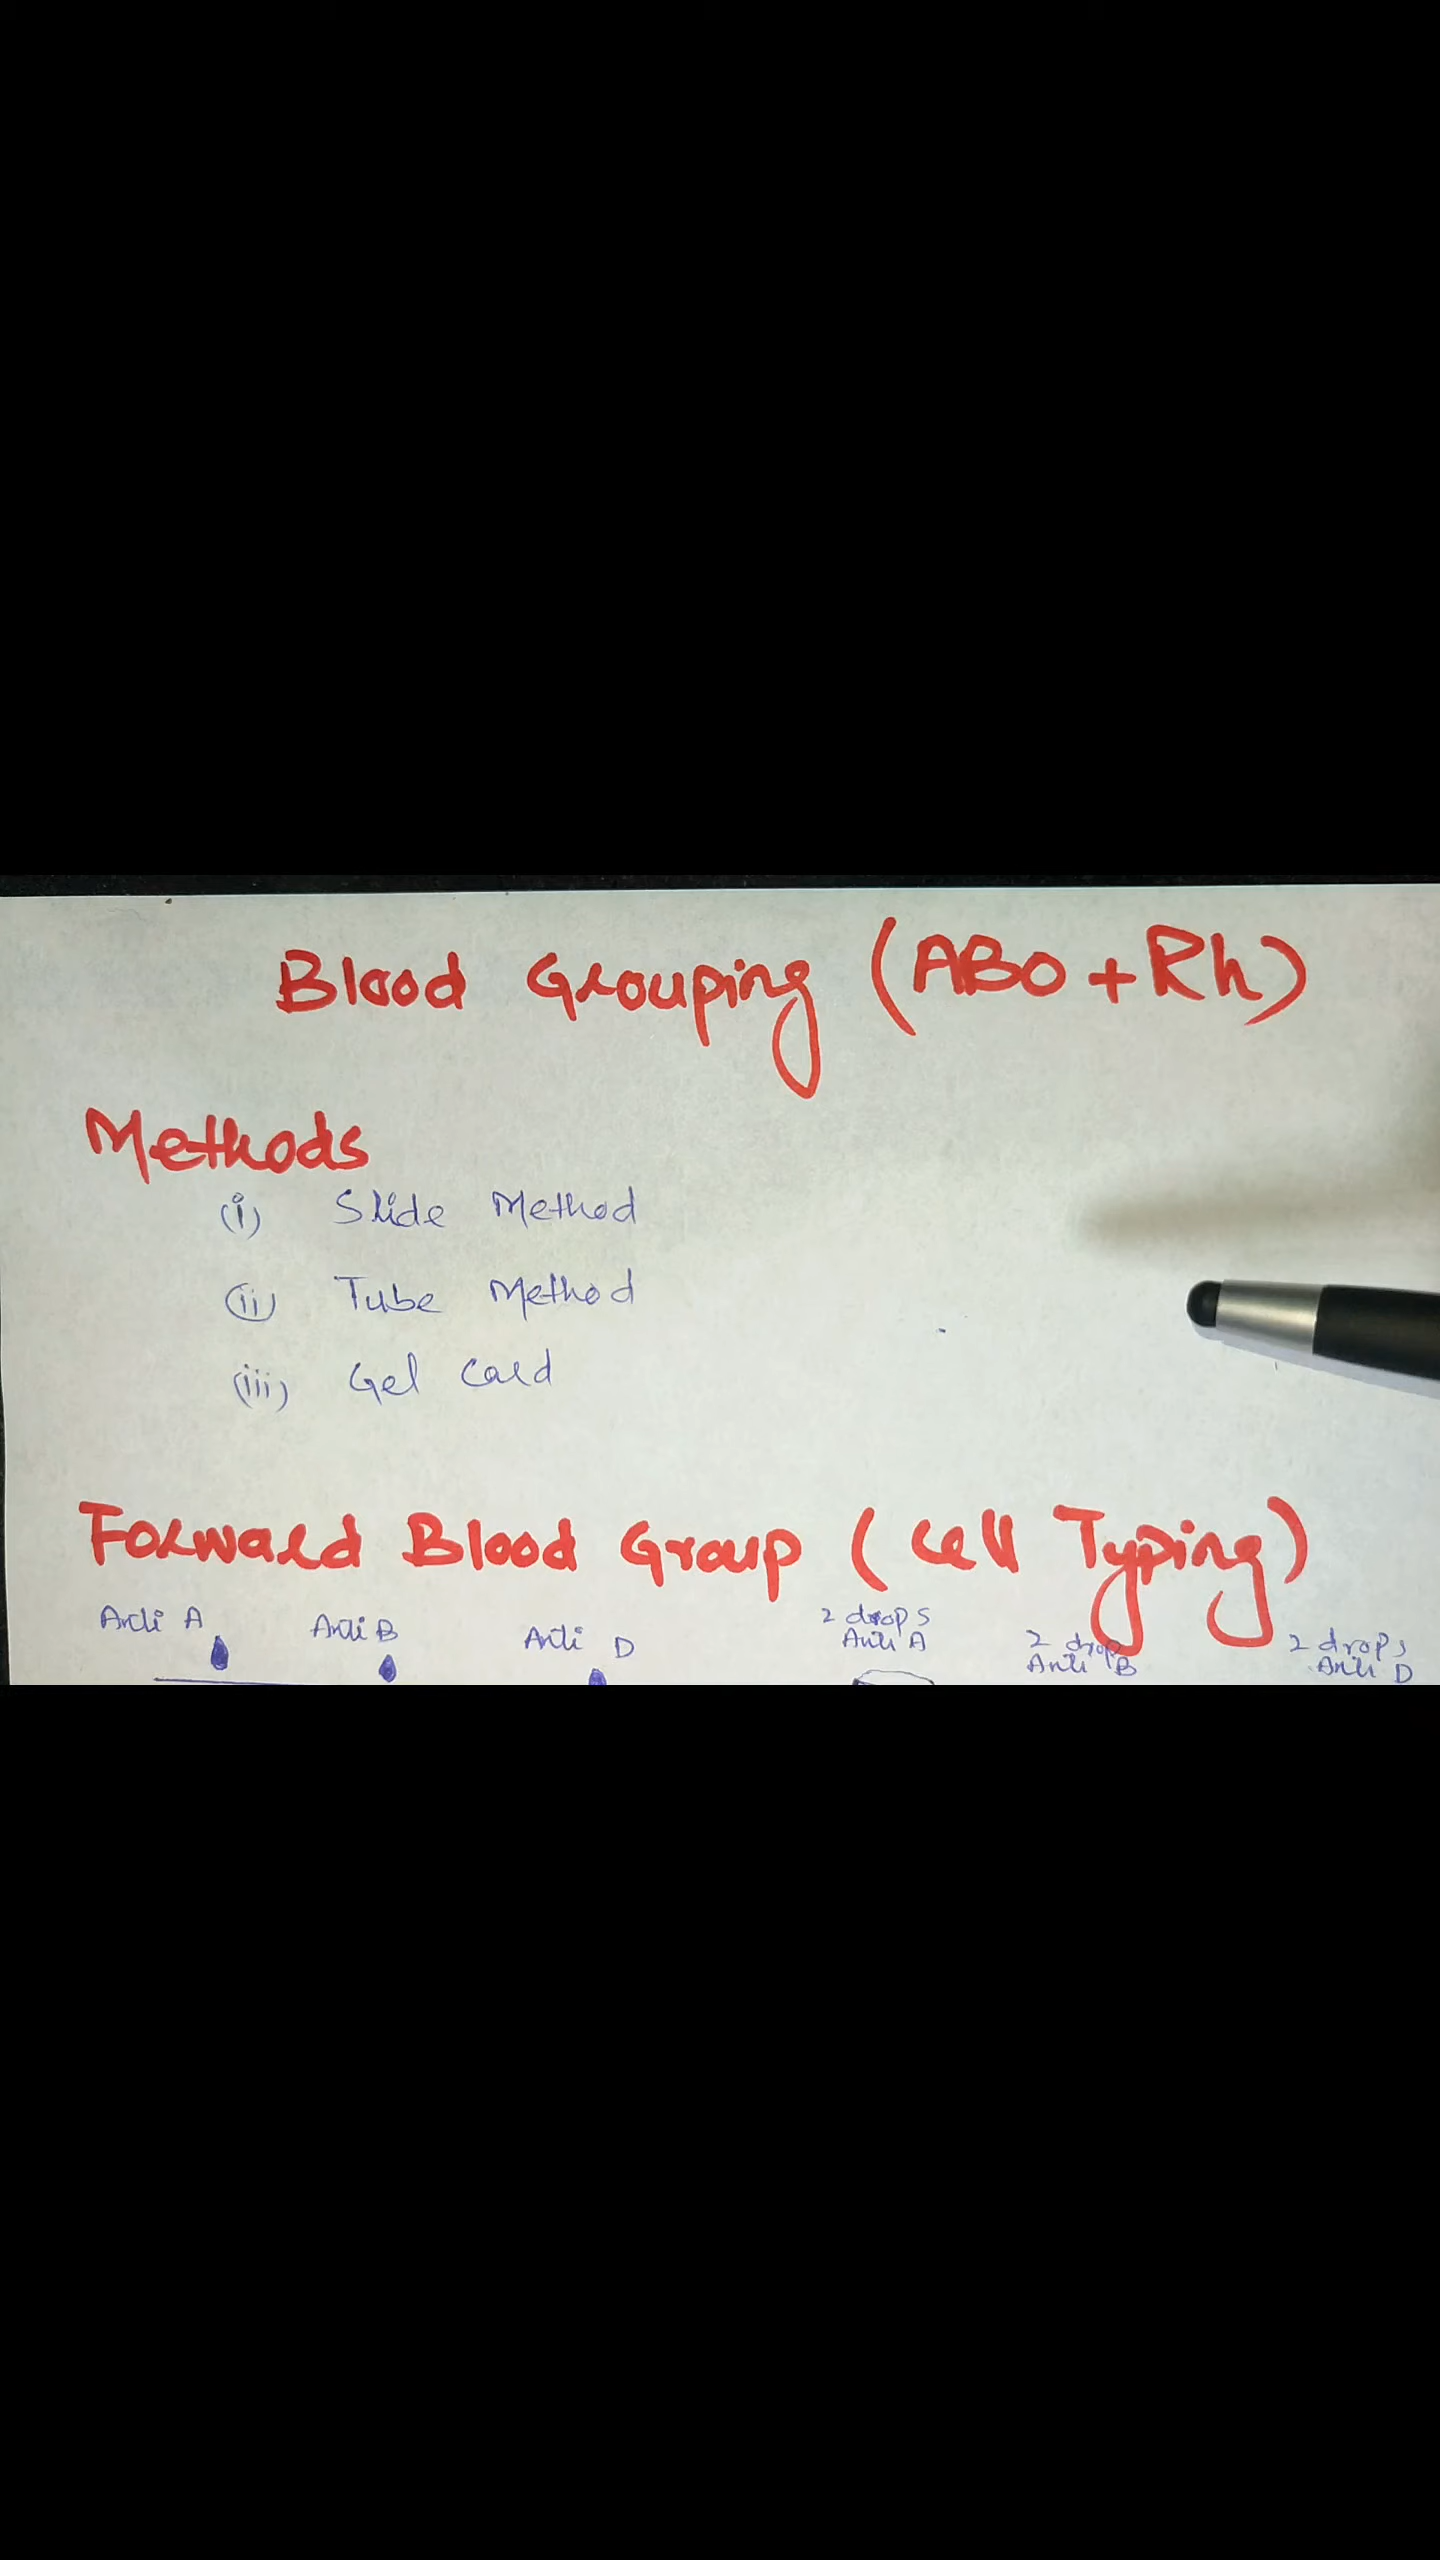 Blood Grouping (ABO + Rh)
Methods
(i) Slide Method
(ii) Tube Method
(iii) Gel Card
Forward Blood Group (Cell Typing)
Anti A
Anti B
Anti D
2 drops
Anti A
2 drop
Anti B
2 drops
Anti D